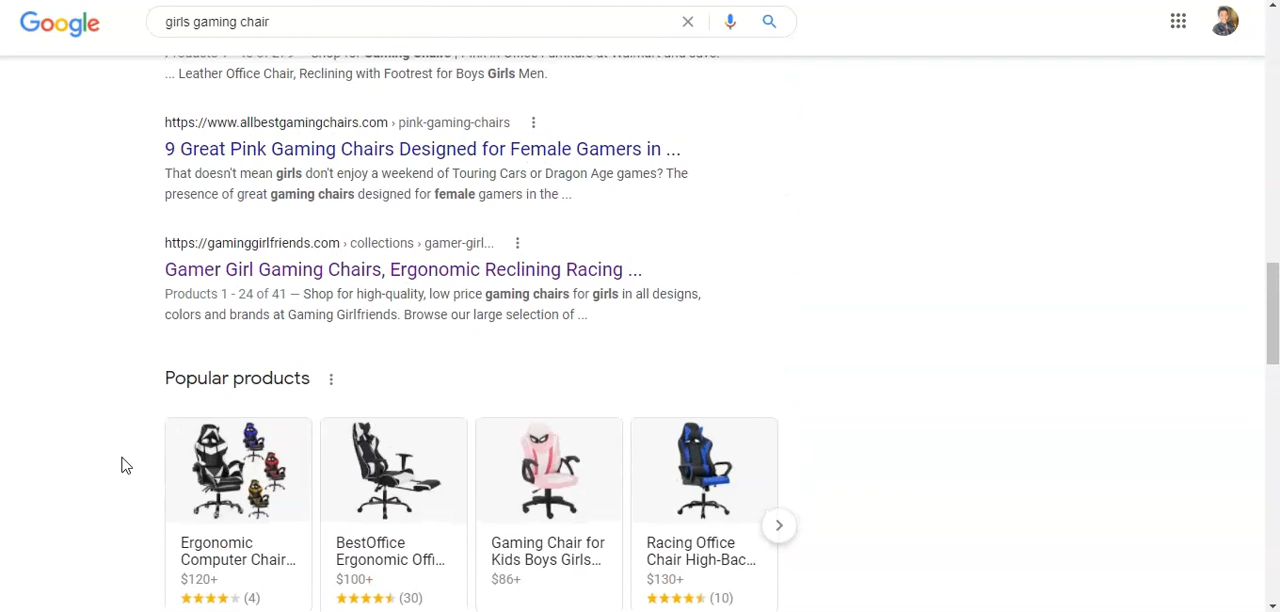 Google
girls gaming chair
... Leather Office Chair, Reclining with Footrest for Boys Girls Men.
https://www.allbestgamingchairs.com › pink-gaming-chairs
9 Great Pink Gaming Chairs Designed for Female Gamers in ...
That doesn't mean girls don't enjoy a weekend of Touring Cars or Dragon Age games? The
presence of great gaming chairs designed for female gamers in the ...
https://gaminggirlfriends.com › collections › gamer-girl...
Gamer Girl Gaming Chairs, Ergonomic Reclining Racing ...
Products 1 - 24 of 41 — Shop for high-quality, low price gaming chairs for girls in all designs,
colors and brands at Gaming Girlfriends. Browse our large selection of ...
Popular products
Ergonomic
Computer Chair...
$120+
(4)
BestOffice
Ergonomic Offi...
$100+
(30)
Gaming Chair for
Kids Boys Girls...
$86+
Racing Office
Chair High-Bac...
$130+
(10)